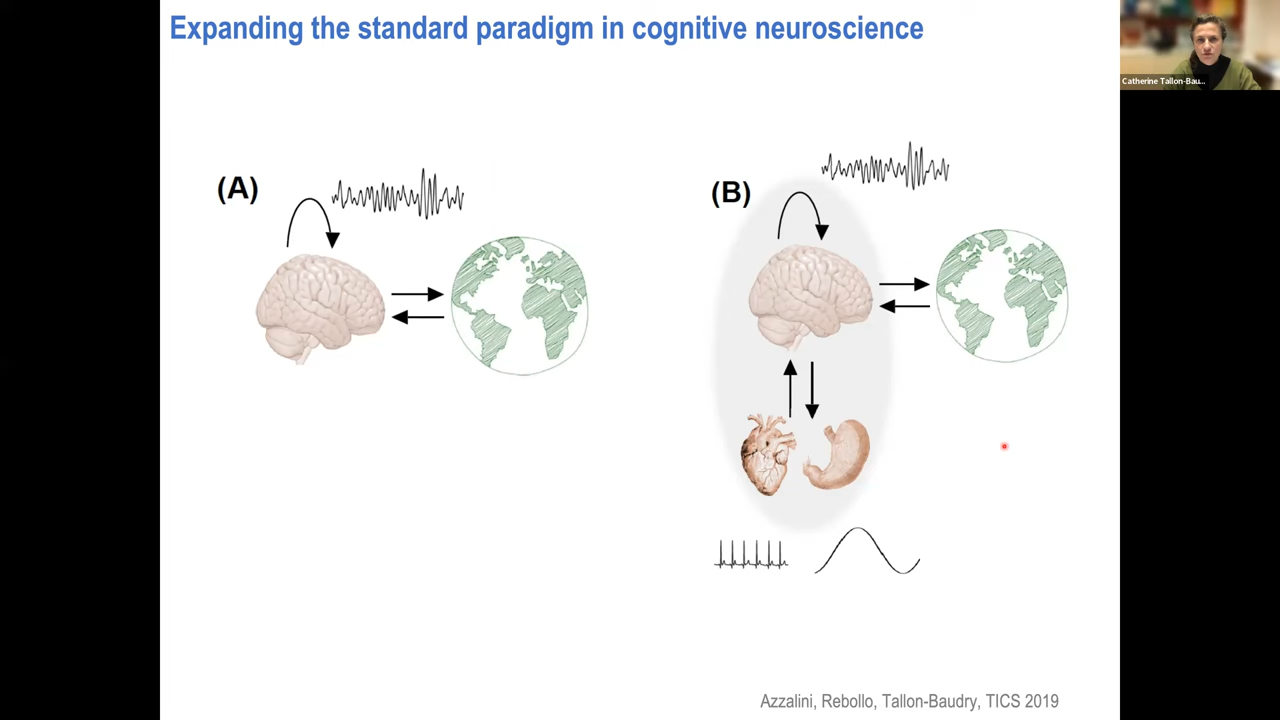 Expanding the standard paradigm in cognitive neuroscience
Catherine Tallon-Bau...
(A)
(B)
Azzalini, Rebollo, Tallon-Baudry, TICS 2019